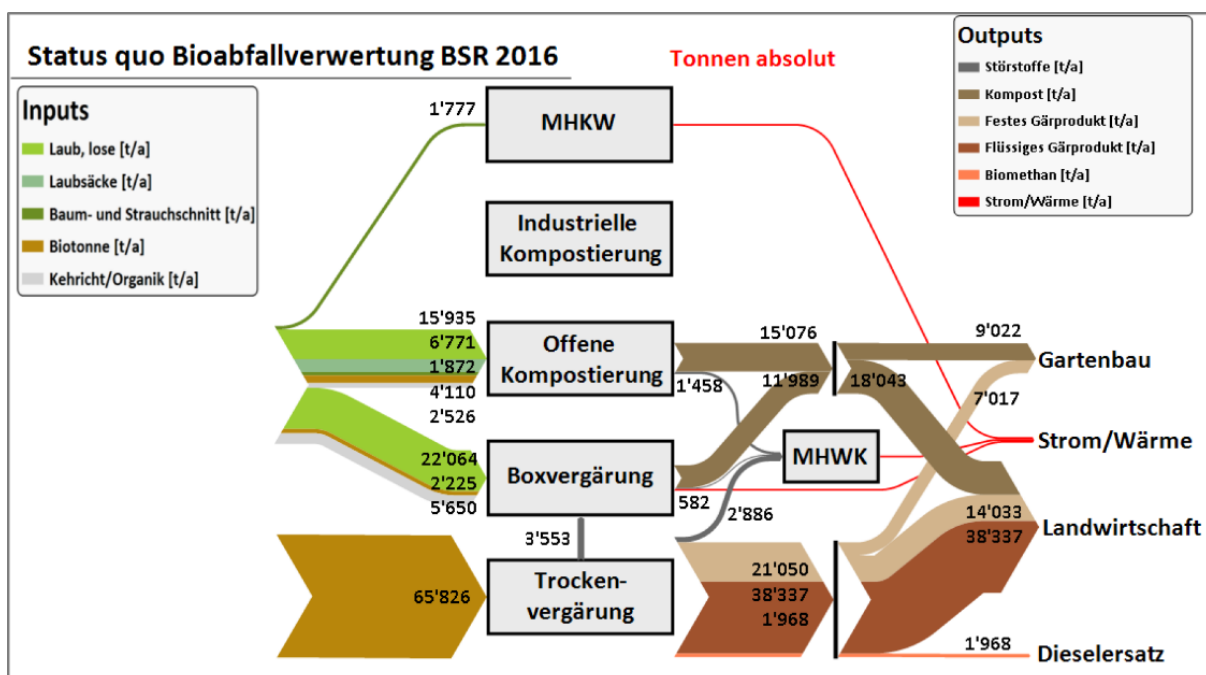 Status quo Bioabfallverwertung BSR 2016
Tonnen absolut
Inputs
Laub, lose [t/a]
Laubsäcke [t/a]
Baum- und Strauchschnitt [t/a]
Biotonne [t/a]
Kehricht/Organik [t/a]
Outputs
Störstoffe [t/a]
Kompost [t/a]
Festes Gärprodukt [t/a]
Flüssiges Gärprodukt [t/a]
Biomethan [t/a]
Strom/Wärme [t/a]
1'777
MHKW
Industrielle
Kompostierung
15'935
6'771
1'872
4'110
2'526
Offene
Kompostierung
15'076
1'458
11'989
18'043
9'022
Gartenbau
7'017
22'064
2'225
5'650
Boxvergärung
582
MHWK
2'886
Strom/Wärme
3'553
14'033
38'337
Landwirtschaft
65'826
Trocken-
vergärung
21'050
38'337
1'968
1'968
Dieselersatz